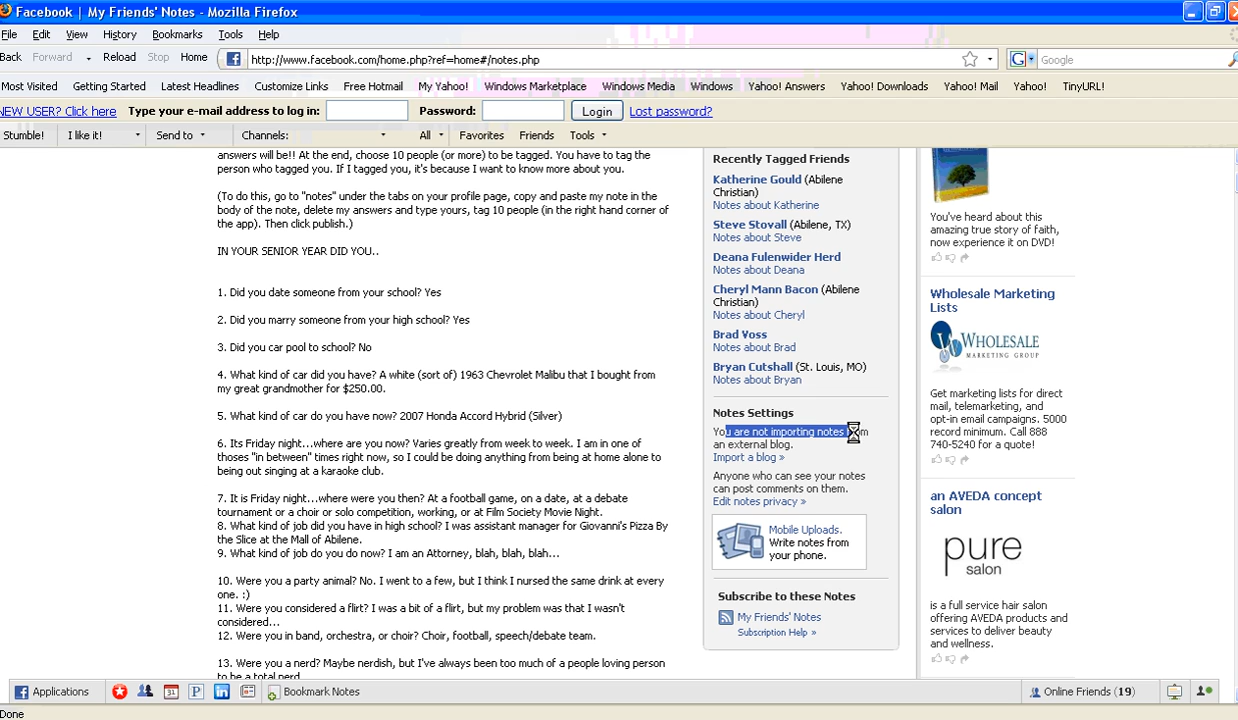 Facebook | My Friends' Notes - Mozilla Firefox
File Edit View History Bookmarks Tools Help
Back Forward Reload Stop Home http://www.facebook.com/home.php?ref=home#/notes.php Google
Most Visited Getting Started Latest Headlines Customize Links Free Hotmail My Yahoo! Windows Marketplace Windows Media Windows Yahoo! Answers Yahoo! Downloads Yahoo! Mail Yahoo! TinyURL!
NEW USER? Click here Type your e-mail address to log in: Password: Login Lost password?
Stumble! I like it! Send to Channels: All Favorites Friends Tools
answers will be!! At the end, choose 10 people (or more) to be tagged. You have to tag the
person who tagged you. If I tagged you, it's because I want to know more about you.
(To do this, go to "notes" under the tabs on your profile page, copy and paste my note in the
body of the note, delete my answers and type yours, tag 10 people (in the right hand corner of
the app). Then click publish.)
IN YOUR SENIOR YEAR DID YOU..
1. Did you date someone from your school? Yes
2. Did you marry someone from your high school? Yes
3. Did you car pool to school? No
4. What kind of car did you have? A white (sort of) 1963 Chevrolet Malibu that I bought from
my great grandmother for $250.00.
5. What kind of car do you have now? 2007 Honda Accord Hybrid (Silver)
6. Its Friday night...where are you now? Varies greatly from week to week. I am in one of
thoses "in between" times right now, so I could be doing anything from being at home alone to
being out singing at a karaoke club.
7. It is Friday night...where were you then? At a football game, on a date, at a debate
tournament or a choir or solo competition, working, or at Film Society Movie Night.
8. What kind of job did you have in high school? I was assistant manager for Giovanni's Pizza By
the Slice at the Mall of Abilene.
9. What kind of job do you do now? I am an Attorney, blah, blah, blah...
10. Were you a party animal? No. I went to a few, but I think I nursed the same drink at every
one. :)
11. Were you considered a flirt? I was a bit of a flirt, but my problem was that I wasn't
considered...
12. Were you in band, orchestra, or choir? Choir, football, speech/debate team.
13. Were you a nerd? Maybe nerdish, but I've always been too much of a people loving person
to be a total nerd
Recently Tagged Friends
Katherine Gould (Abilene
Christian)
Notes about Katherine
Steve Stovall (Abilene, TX)
Notes about Steve
Deana Fulenwider Herd
Notes about Deana
Cheryl Mann Bacon (Abilene
Christian)
Notes about Cheryl
Brad Voss
Notes about Brad
Bryan Cutshall (St. Louis, MO)
Notes about Bryan
Notes Settings
You are not importing notes from
an external blog.
Import a blog »
Anyone who can see your notes
can post comments on them.
Edit notes privacy »
Mobile Uploads.
Write notes from
your phone.
Subscribe to these Notes
My Friends' Notes
Subscription Help »
You've heard about this
amazing true story of faith,
now experience it on DVD!
Wholesale Marketing
Lists
WHOLESALE
MARKETING GROUP
Get marketing lists for direct
mail, telemarketing, and
opt-in email campaigns. 5000
record minimum. Call 888
740-5240 for a quote!
an AVEDA concept
salon
pure
salon
is a full service hair salon
offering AVEDA products and
services to deliver beauty
and wellness.
Applications Bookmark Notes Online Friends (19)
Done